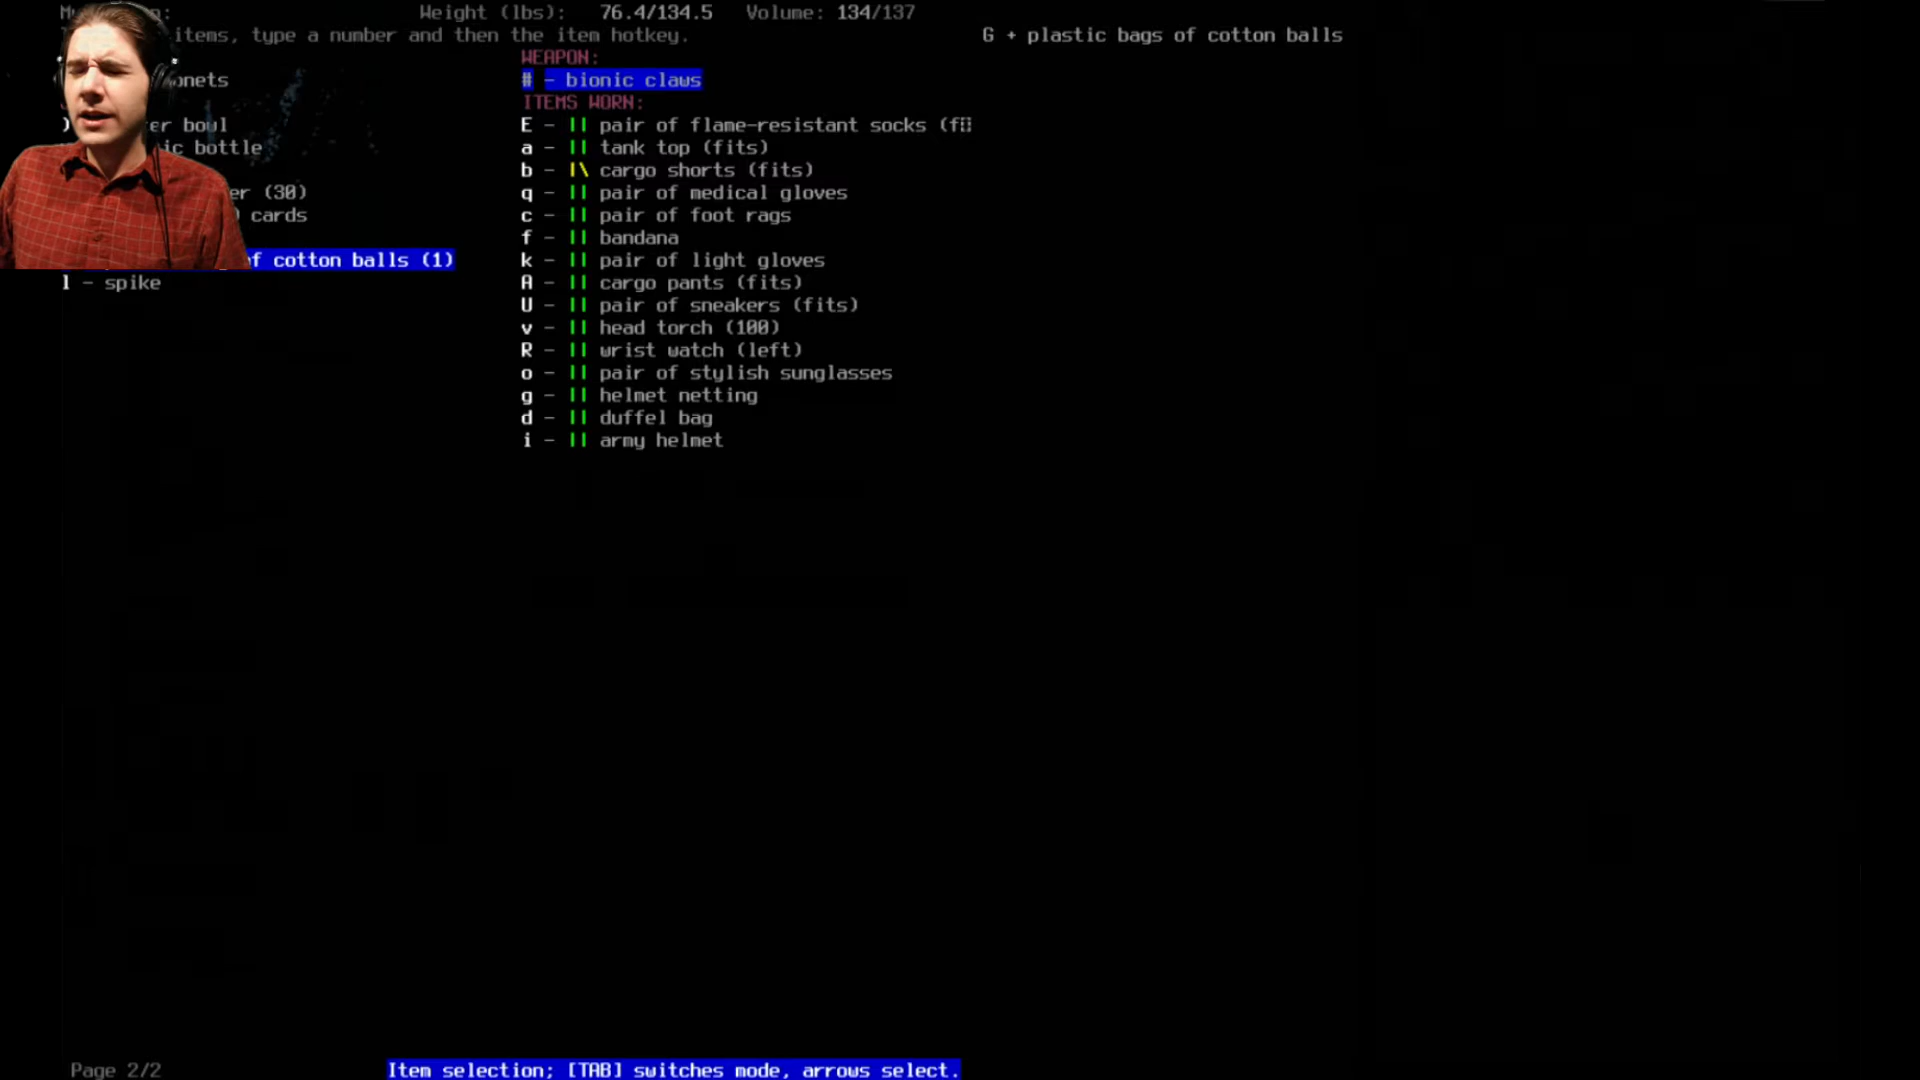 Weight (lbs): 76.4/134.5 Volume: 134/137
items, type a number and then the item hotkey.
G + plastic bags of cotton balls
WEAPON:
# - bionic claws
ITEMS WORN:
E - || pair of flame-resistant socks (f
a - || tank top (fits)
b - |\ cargo shorts (fits)
q - || pair of medical gloves
c - || pair of foot rags
f - || bandana
k - || pair of light gloves
A - || cargo pants (fits)
U - || pair of sneakers (fits)
v - || head torch (100)
R - || wrist watch (left)
o - || pair of stylish sunglasses
g - || helmet netting
d - || duffel bag
i - || army helmet
bowl
bottle
(30)
cards
of cotton balls (1)
l - spike
Page 2/2
Item selection; [TAB] switches mode, arrows select.